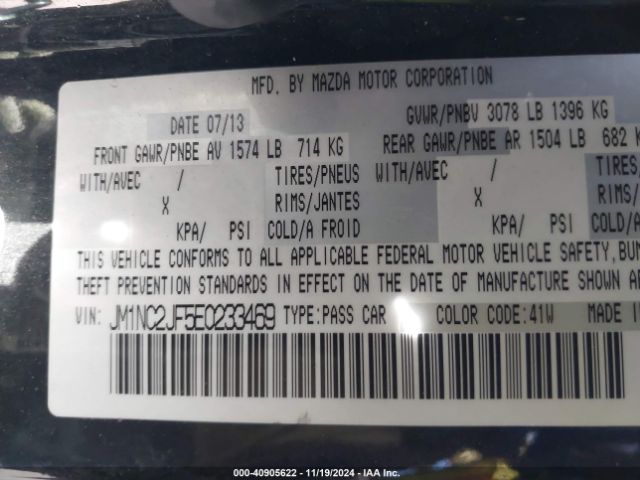 MFD. BY MAZDA MOTOR CORPORATION
DATE 07/13 GVWR/PNBV 3078 LB 1396 KG
FRONT GAWR/PNBE AV 1574 LB 714 KG REAR GAWR/PNBE AR 1504 LB 682 K
WITH/AVEC / TIRES/PNEUS WITH/AVEC / TIRES/
X RIMS/JANTES X RIMS/
KPA/ PSI COLD/A FROID KPA/ PSI COLD/A
THIS VEHICLE CONFORMS TO ALL APPLICABLE FEDERAL MOTOR VEHICLE SAFETY, BUM
THEFT PREVENTION STANDARDS IN EFFECT ON THE DATE OF MANUFACTURE SHOWN AB
VIN: JM1NC2JF5E0233469 TYPE:PASS CAR COLOR CODE:41W MADE IN
000-40905622 - 11/19/2024 - IAA Inc.